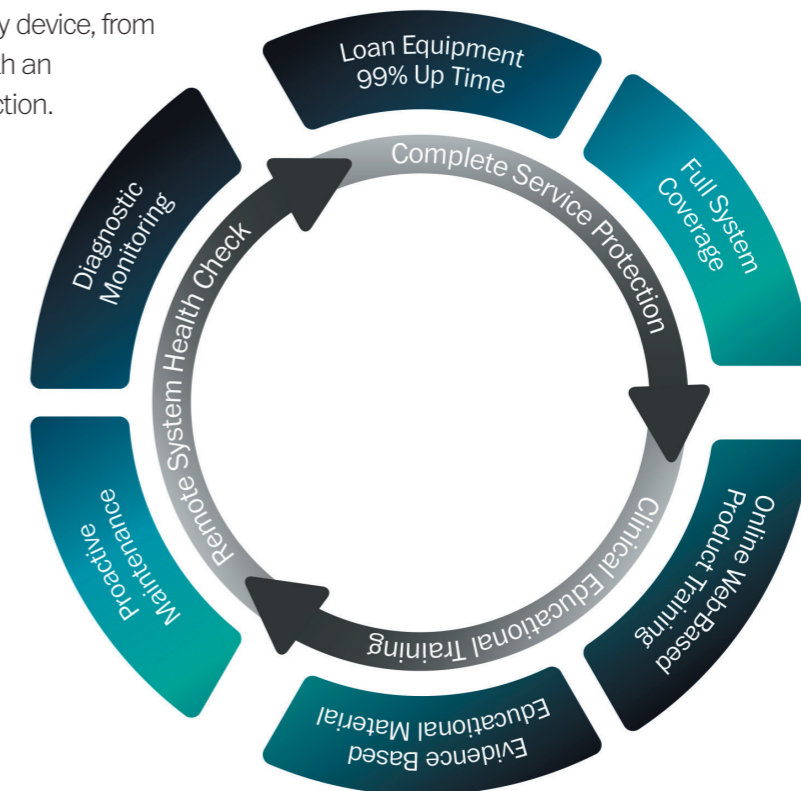 y device, from
h an
ction.
Loan Equipment
99% Up Time
Full System
Coverage
Online Web-Based
Product Training
Evidence Based
Educational Material
Proactive
Maintenance
Diagnostic
Monitoring
Complete Service Protection
Clinical Educational Training
Remote System Health Check